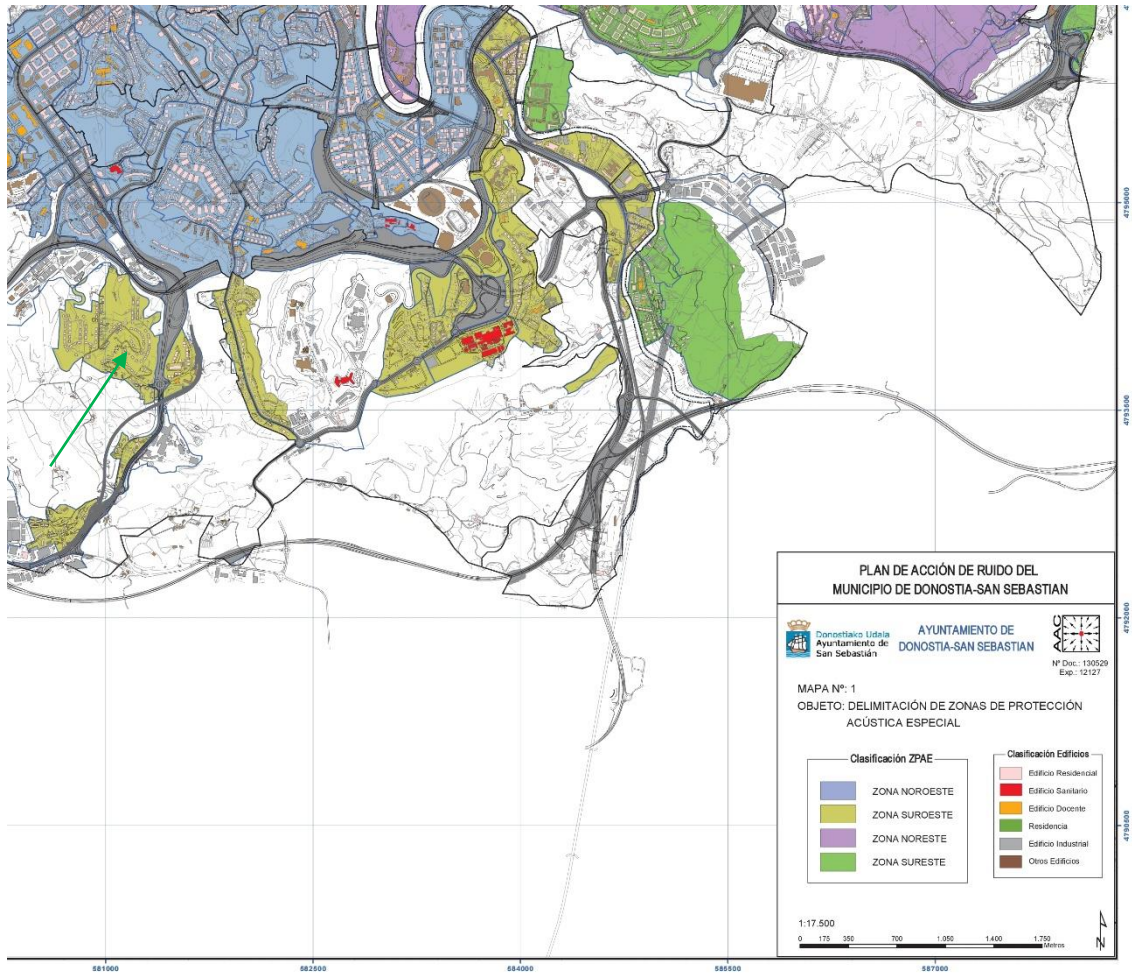 PLAN DE ACCIÓN DE RUIDO DEL
MUNICIPIO DE DONOSTIA-SAN SEBASTIAN
Donostiako Udala
Ayuntamiento de
San Sebastián
AYUNTAMIENTO DE
DONOSTIA-SAN SEBASTIAN
AAC
Nº Doc.: 130529
Exp.: 12127
MAPA Nº: 1
OBJETO: DELIMITACIÓN DE ZONAS DE PROTECCIÓN
ACÚSTICA ESPECIAL
Clasificación ZPAE
ZONA NOROESTE
ZONA SUROESTE
ZONA NORESTE
ZONA SURESTE
Clasificación Edificios
Edificio Residencial
Edificio Sanitario
Edificio Docente
Residencia
Edificio Industrial
Otros Edificios
1:17.500
0 175 350 700 1.050 1.400 1.750
Metros
N
4792000
581000 582500 584000 585500 587000